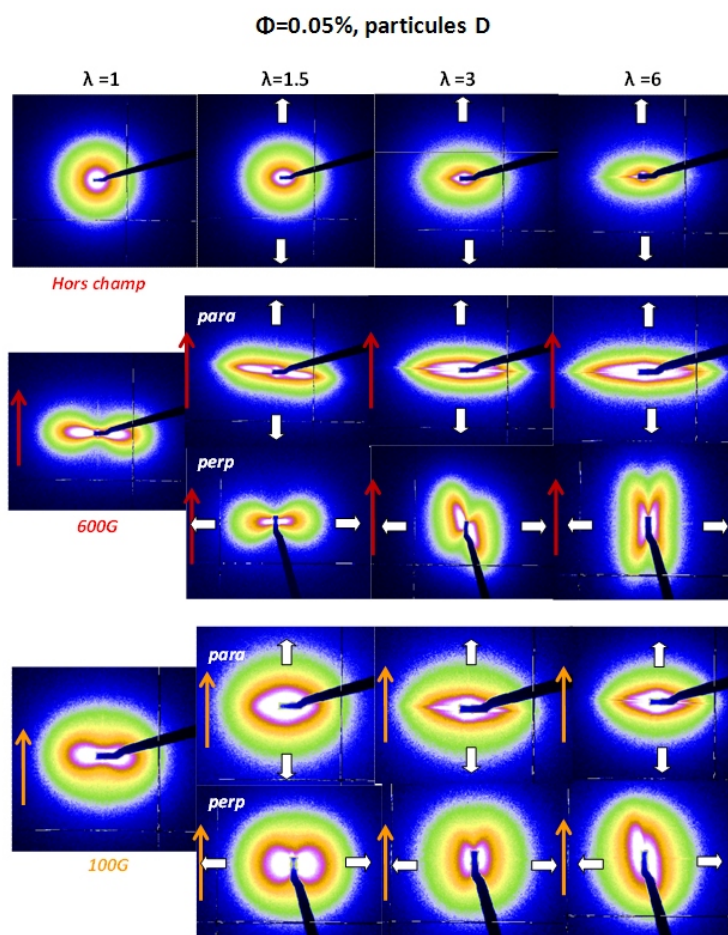 Φ=0.05%, particules D
λ =1
λ=1.5
λ =3
λ =6
Hors champ
para
600G
perp
para
100G
perp